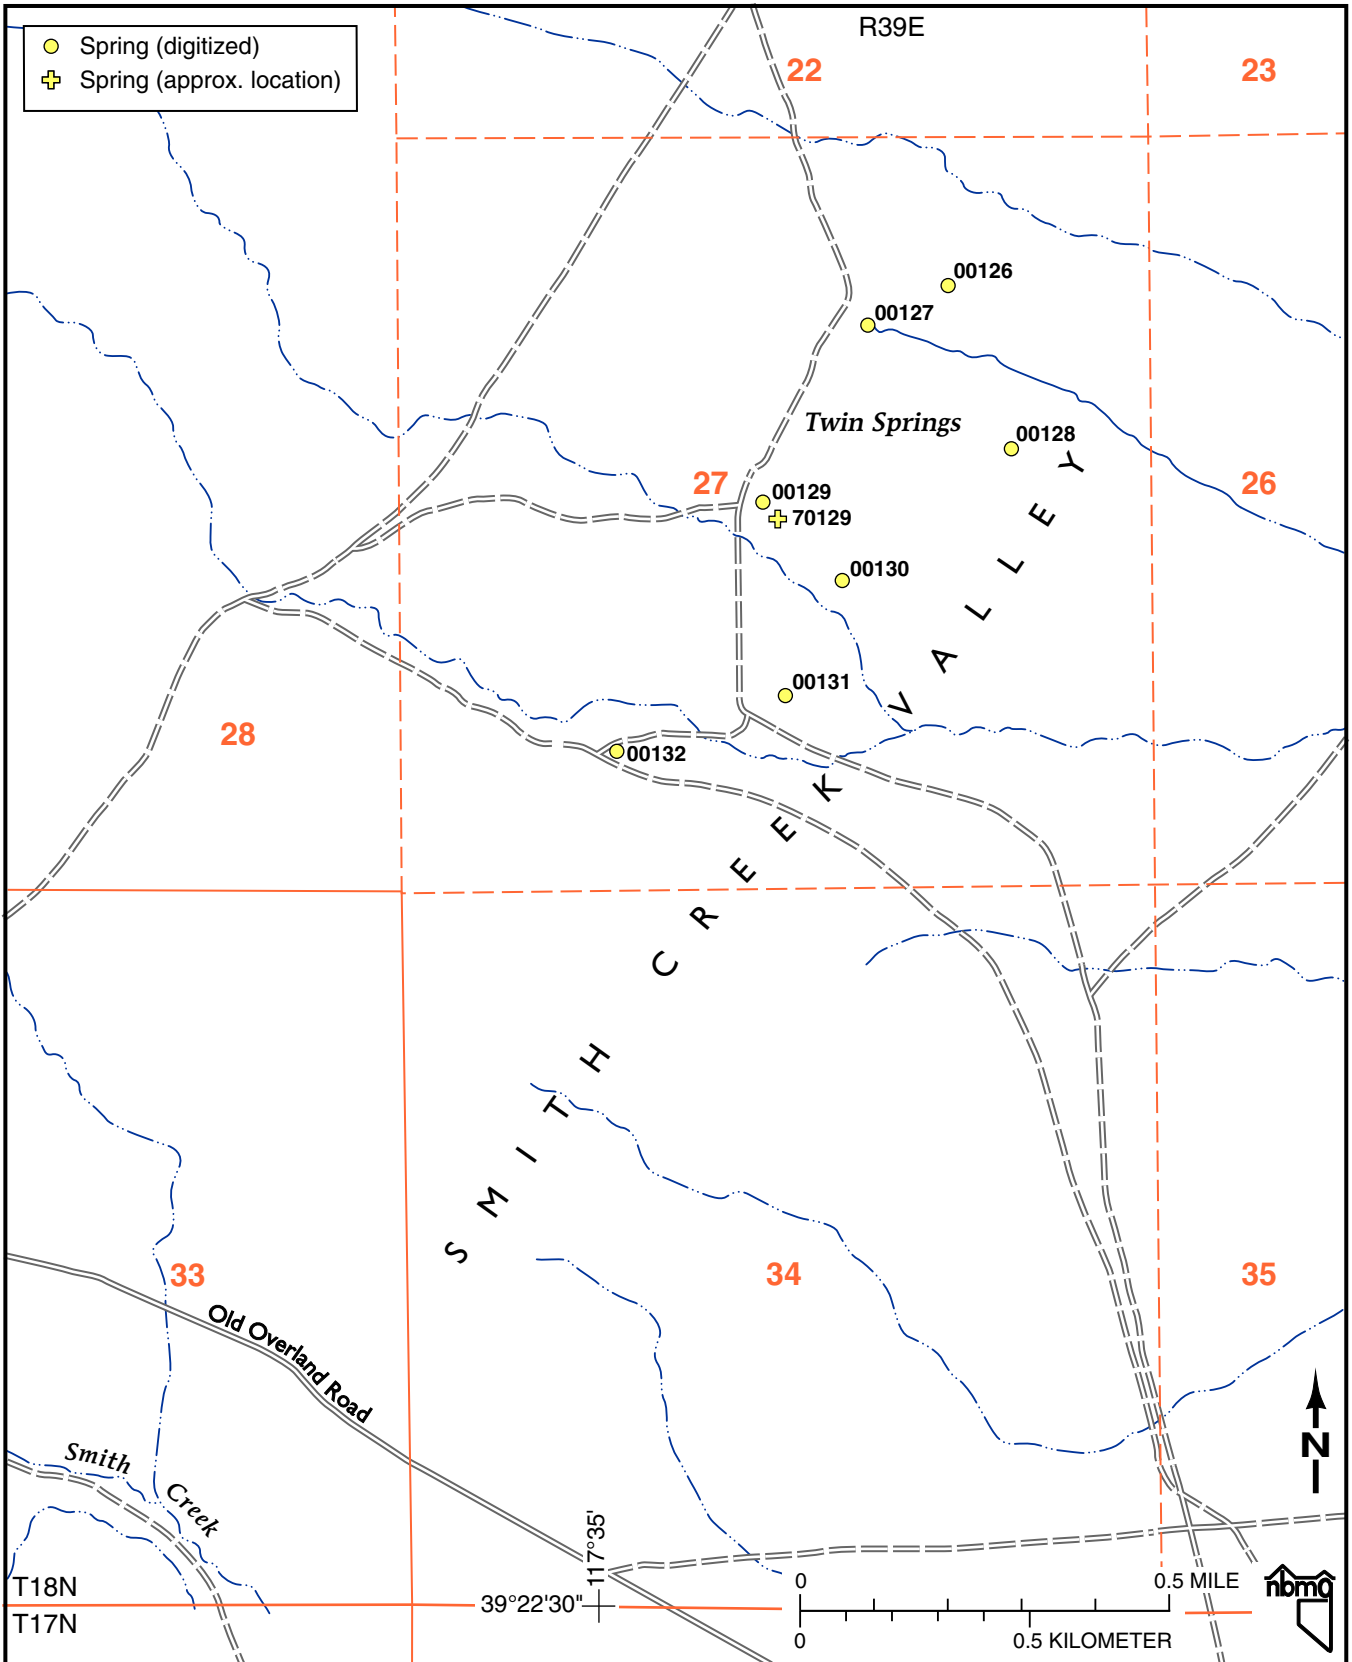 R39E
Spring (digitized)
Spring (approx. location)
22
23
00126
00127
Twin Springs
00128
27
26
00129
70129
00130
00131
00132
28
SMITH CREEK VALLEY
33
34
35
Old Overland Road
Smith Creek
N
117°35'
39°22'30"
T18N
T17N
0
0.5 MILE
0
0.5 KILOMETER
nbmg